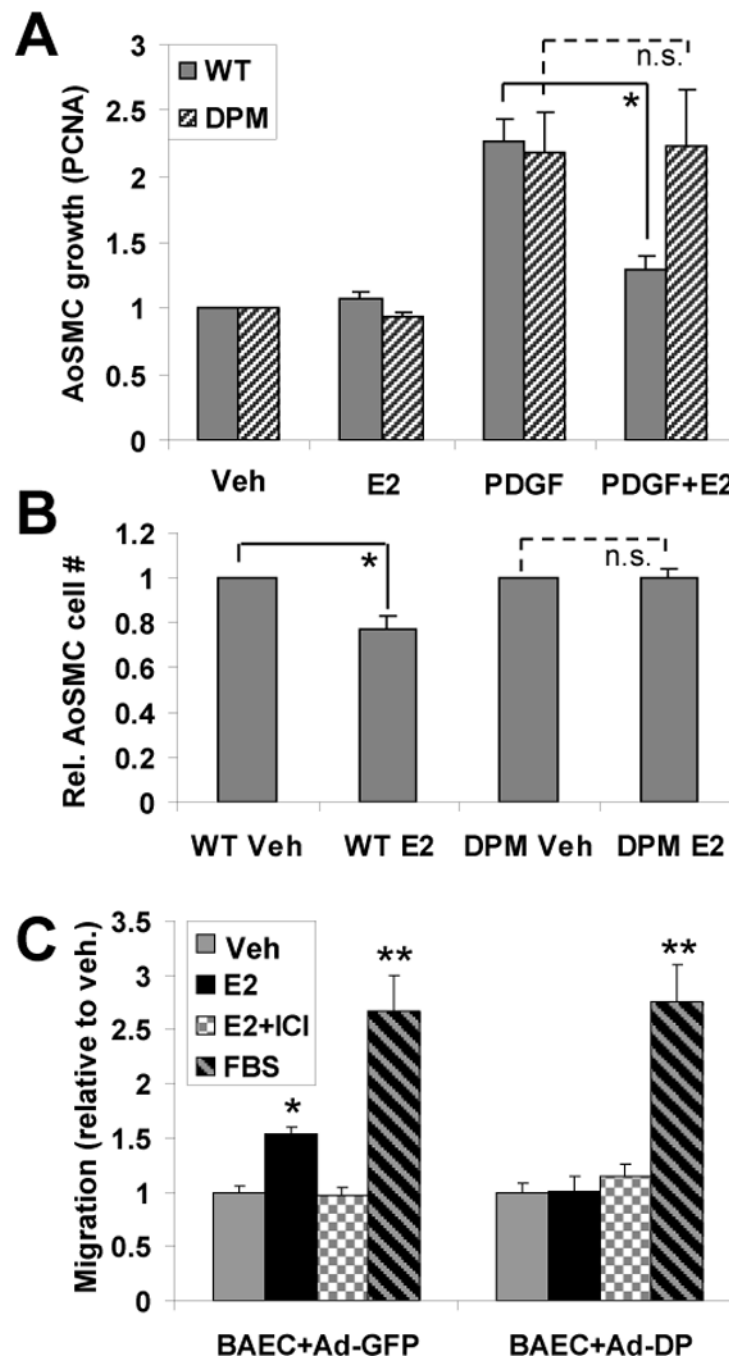 A
AoSMC growth (PCNA)
3
2.5
2
1.5
1
0.5
0
WT
DPM
n.s.
*
Veh E2 PDGF PDGF+E2
B
Rel. AoSMC cell #
1.2
1
0.8
0.6
0.4
0.2
0
*
n.s.
WT Veh WT E2 DPM Veh DPM E2
C
Migration (relative to veh.)
3.5
3
2.5
2
1.5
1
0.5
0
Veh
E2
E2+ICI
FBS
*
**
**
BAEC+Ad-GFP BAEC+Ad-DP